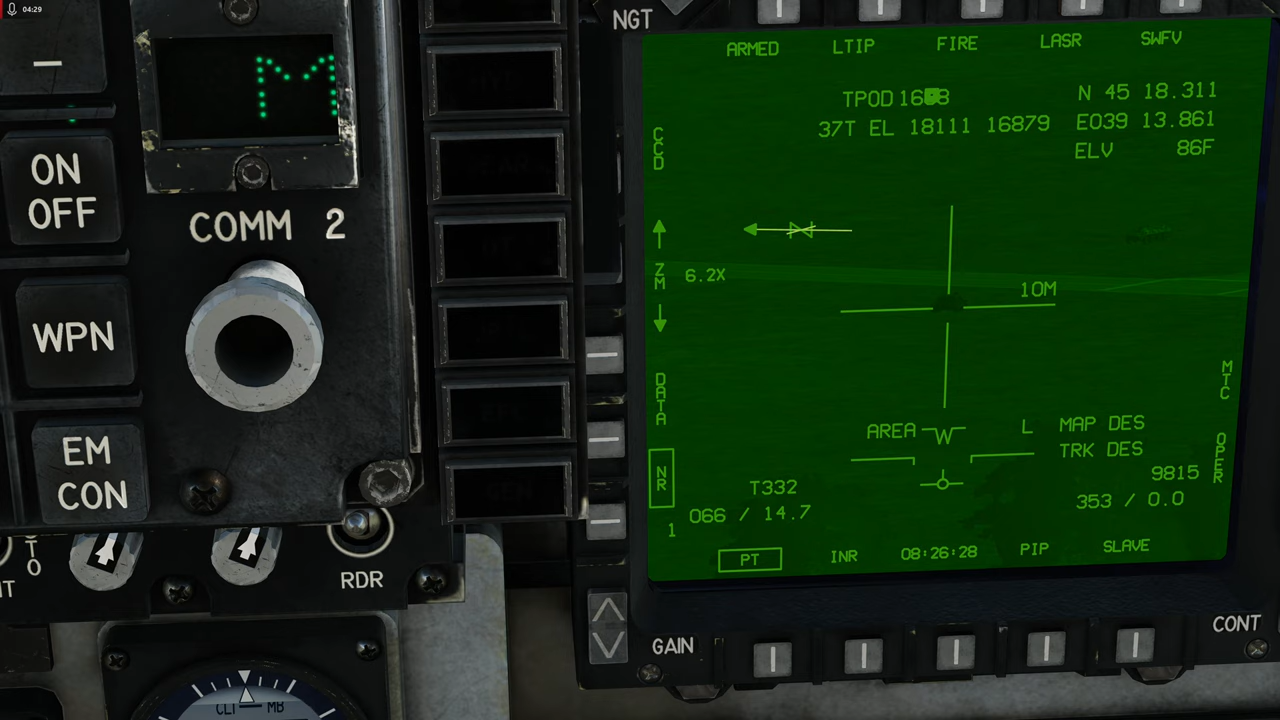 04:29
M
ON
OFF
COMM 2
WPN
EM
CON
RDR
CLI
MB
NGT
ARMED LTIP FIRE LASR SWFV
TPOD
37T EL 18111 16879
N 45 18.311
E039 13.861
ELV 86F
CCD
ZM 6.2X
10M
DATA
MTC
AREA W L
MAP DES
TRK DES
OPER
NR
T332
9815
066 / 14.7
353 / 0.0
1
PT INR 08:26:28 PIP SLAVE
GAIN
CONT